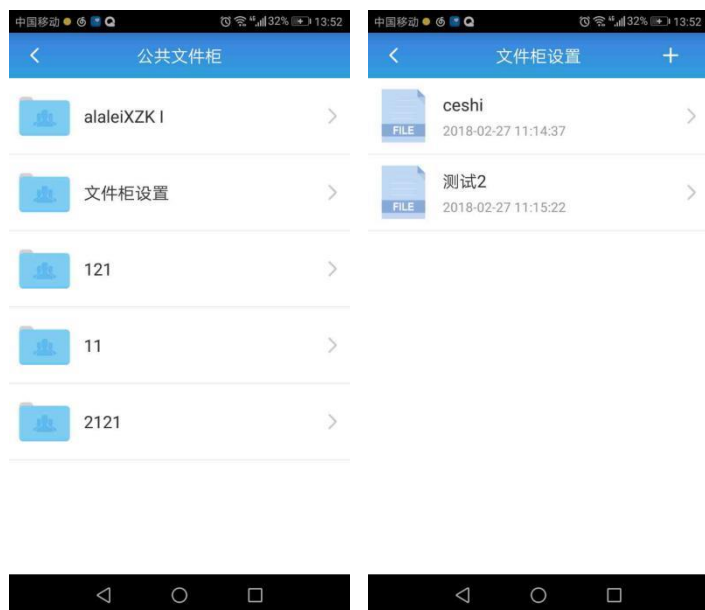 中国移动 32% 13:52
公共文件柜
alaleiXZK I
文件柜设置
121
11
2121
中国移动 32% 13:52
文件柜设置 +
FILE
ceshi
2018-02-27 11:14:37
FILE
测试2
2018-02-27 11:15:22